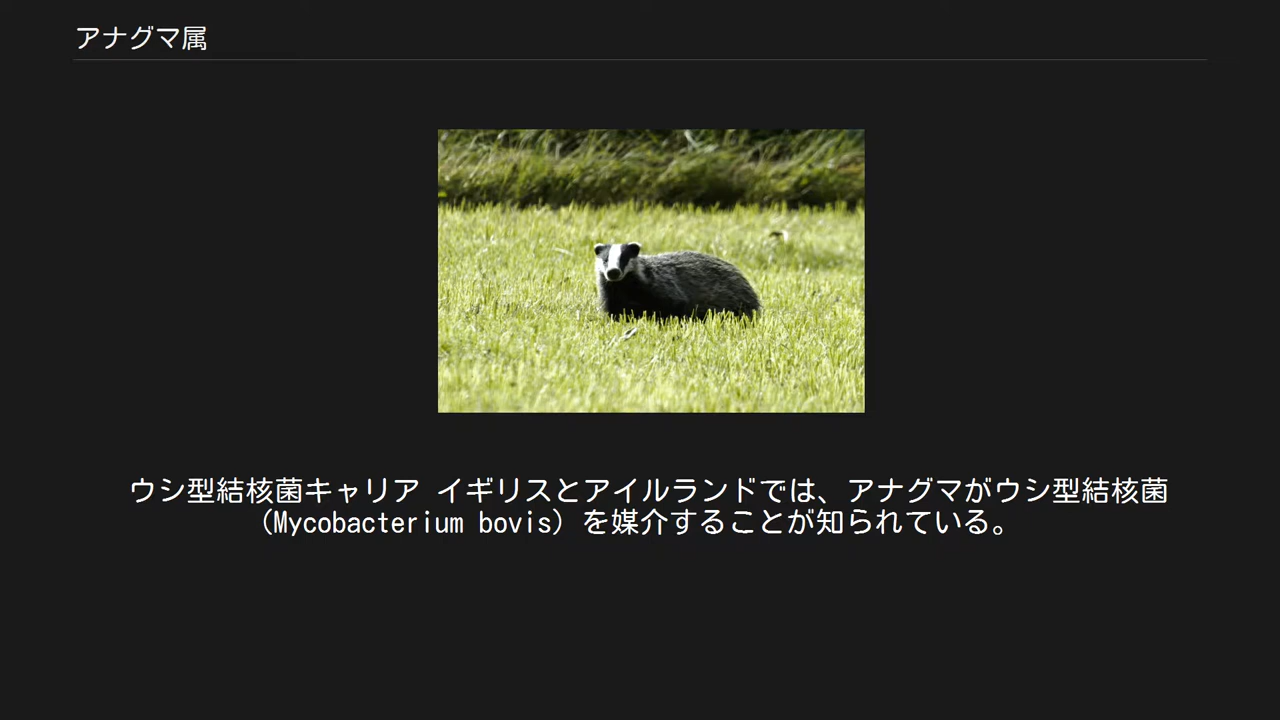 アナグマ属
ウシ型結核菌キャリア イギリスとアイルランドでは、アナグマがウシ型結核菌
(Mycobacterium bovis) を媒介することが知られている。